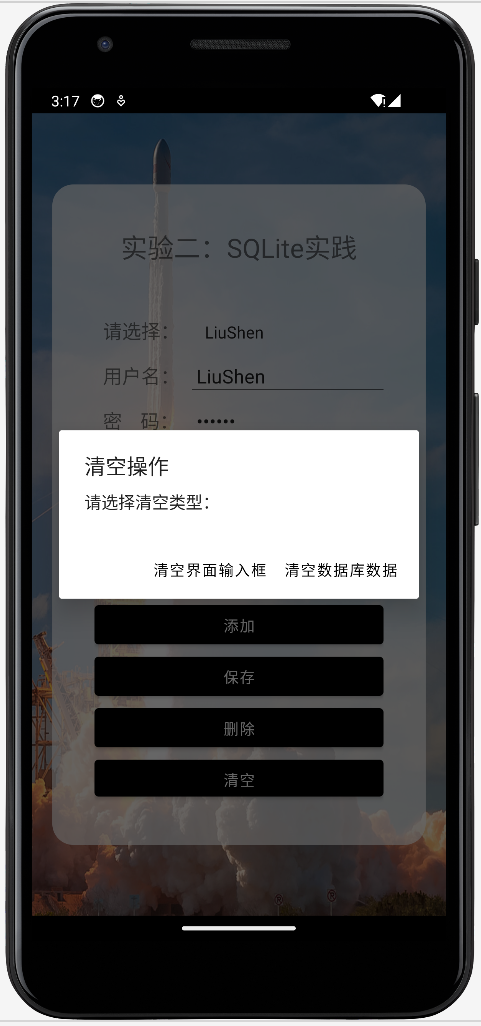 3:17
实验二：SQLite实践
请选择： LiuShen
用户名： LiuShen
密 码： ••••••
清空操作
请选择清空类型：
清空界面输入框 清空数据库数据
添加
保存
删除
清空